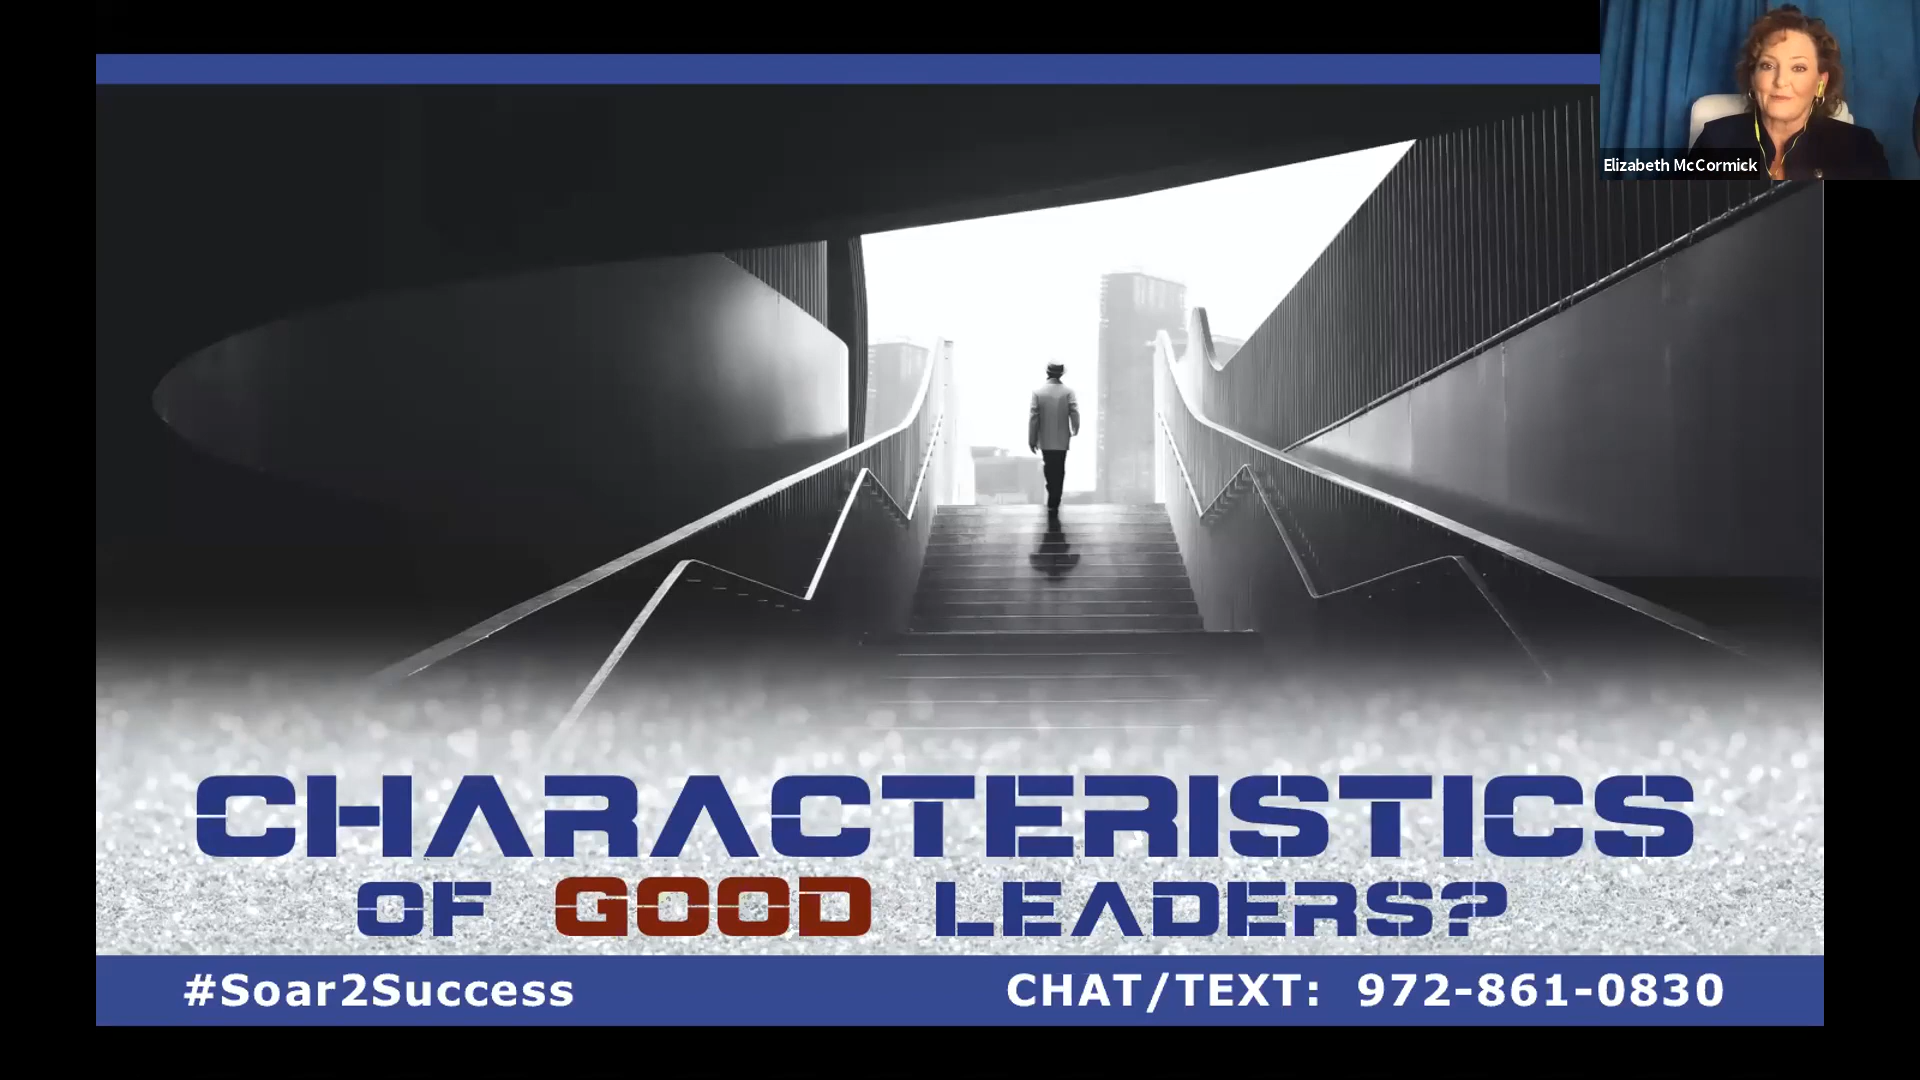 Elizabeth McCormick
CHARACTERISTICS
OF GOOD LEADERS?
#Soar2Success
CHAT/TEXT: 972-861-0830